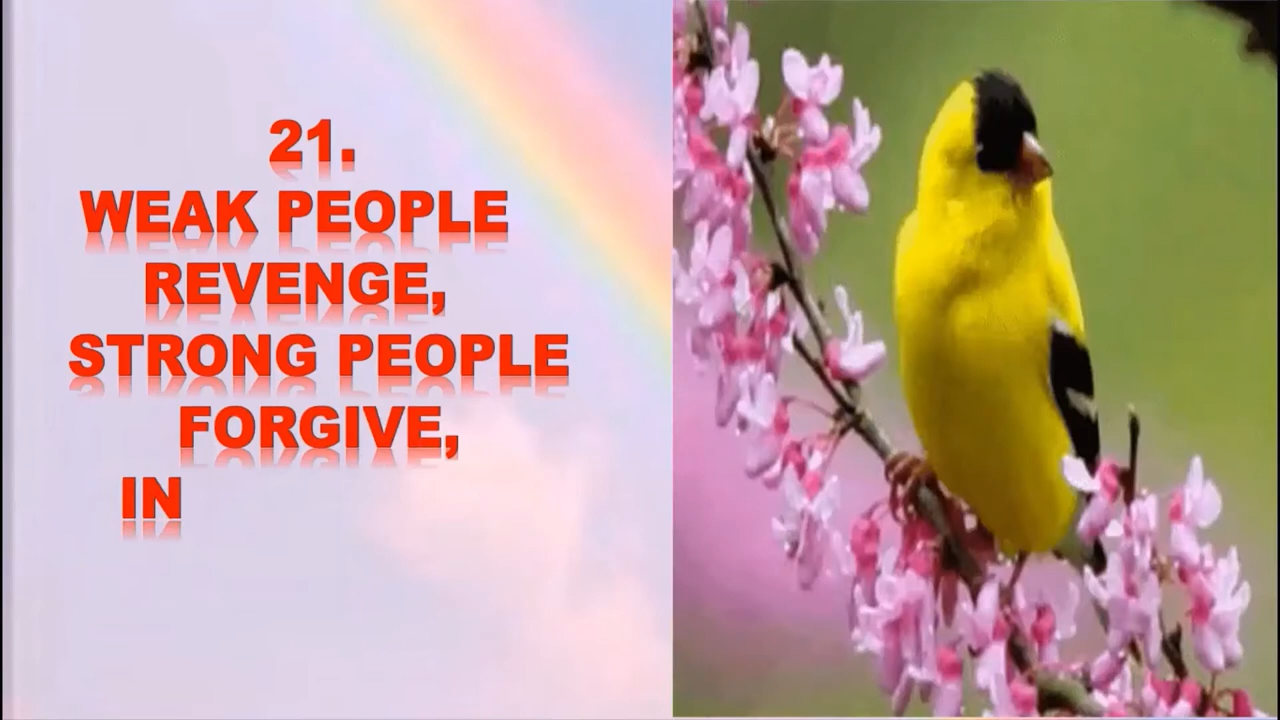 21.
WEAK PEOPLE
REVENGE,
STRONG PEOPLE
FORGIVE,
IN